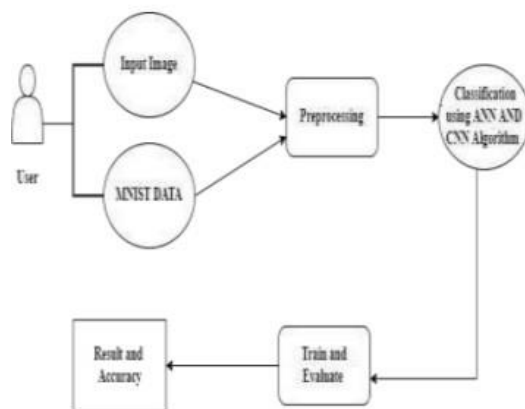 Input Image
User
MNIST DATA
Preprocessing
Classification
using ANN AND
CNN Algorithm
Train and
Evaluate
Result and
Accuracy